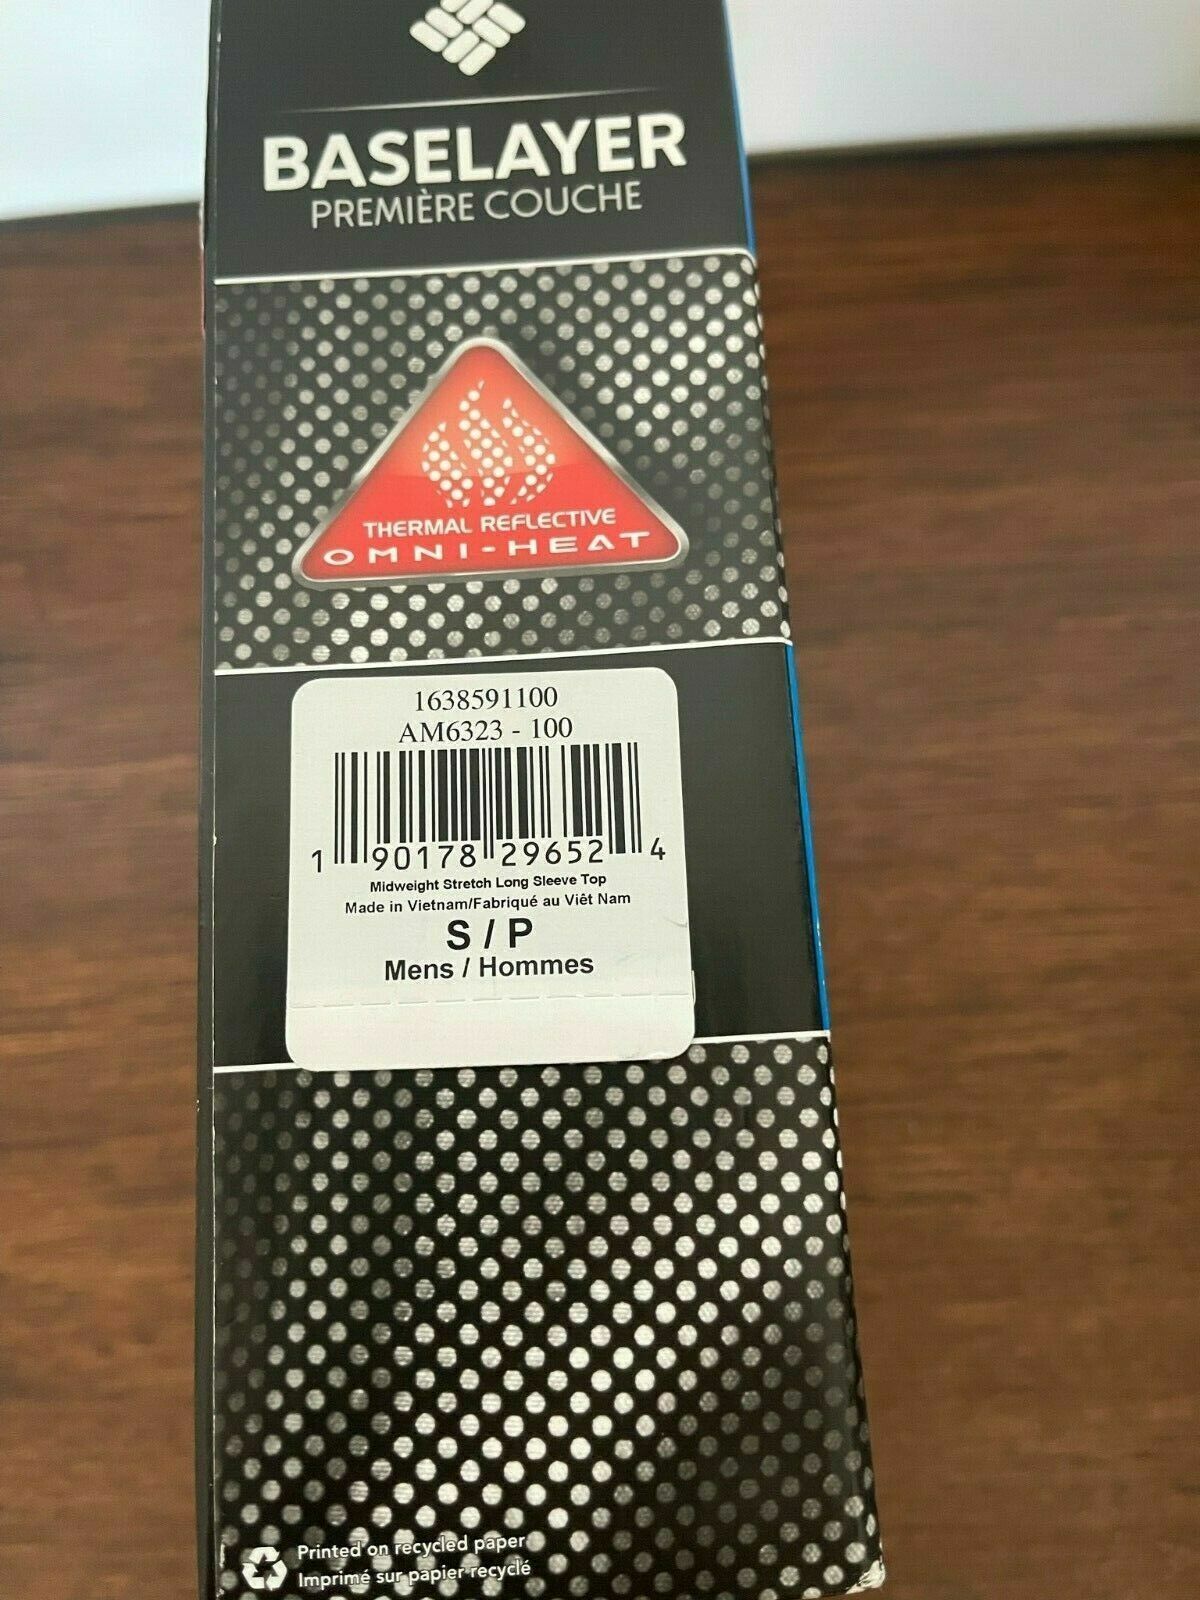 BASELAYER
PREMIÈRE COUCHE
THERMAL REFLECTIVE
OMNI-HEAT
1638591100
AM6323 - 100
1 90178 29652 4
Midweight Stretch Long Sleeve Top
Made in Vietnam/Fabriqué au Viêt Nam
S / P
Mens / Hommes
Printed on recycled paper
Imprimé sur papier recyclé